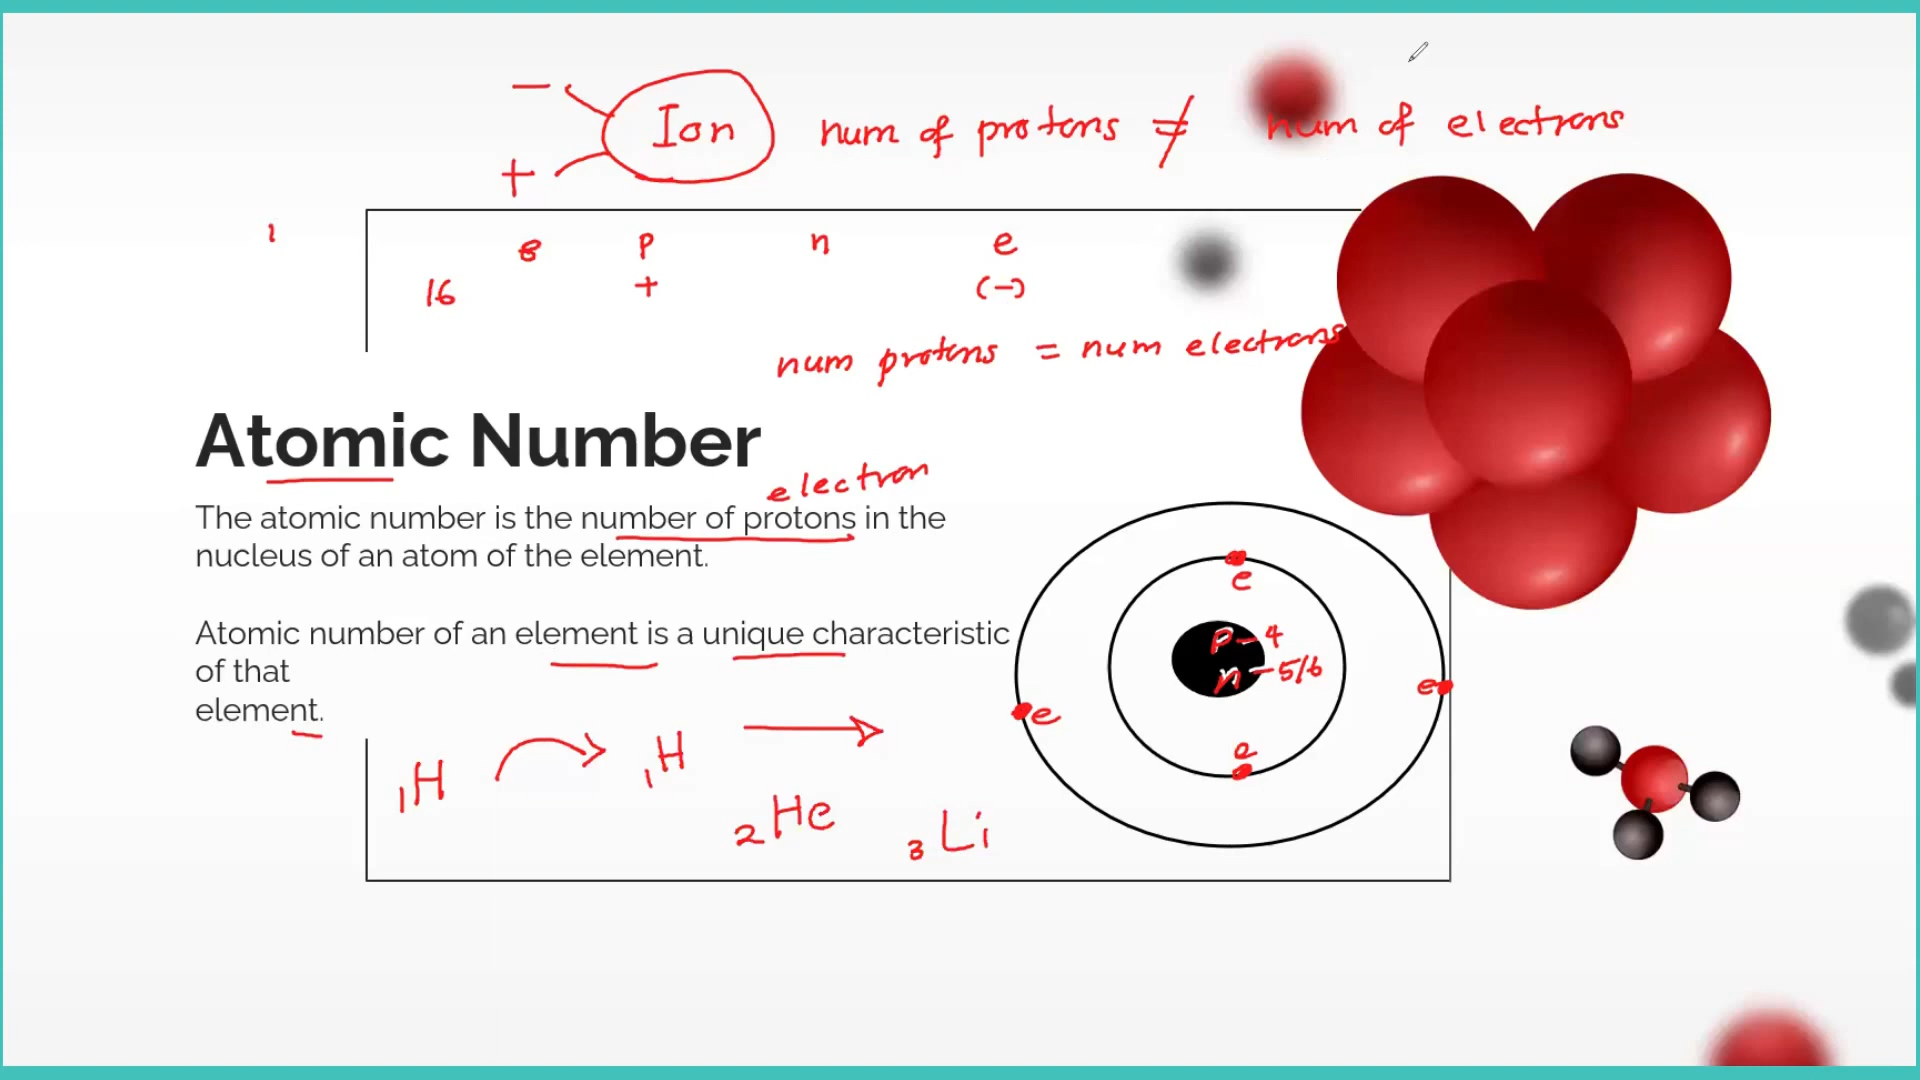 − Ion num of protons ≠ num of electrons
+
1 8 p n e
16 + (−)
num protons = num electrons
Atomic Number
electron
The atomic number is the number of protons in the
nucleus of an atom of the element.
Atomic number of an element is a unique characteristic
of that
element.
e
p – 4
n – 5/6
e
e
e
1H 1H
2He 3Li